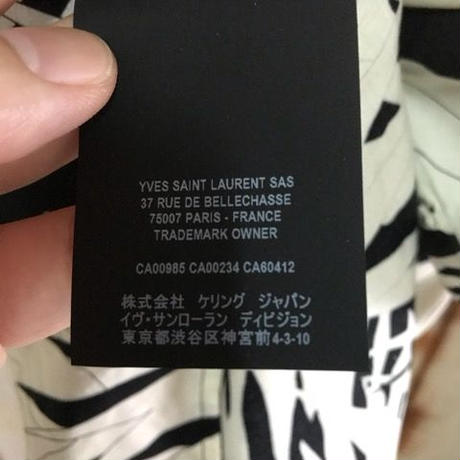 YVES SAINT LAURENT SAS
37 RUE DE BELLECHASSE
75007 PARIS - FRANCE
TRADEMARK OWNER
CA00985 CA00234 CA60412
株式会社 ケリング ジャパン
イヴ・サンローラン ディビジョン
東京都渋谷区神宮前4-3-10